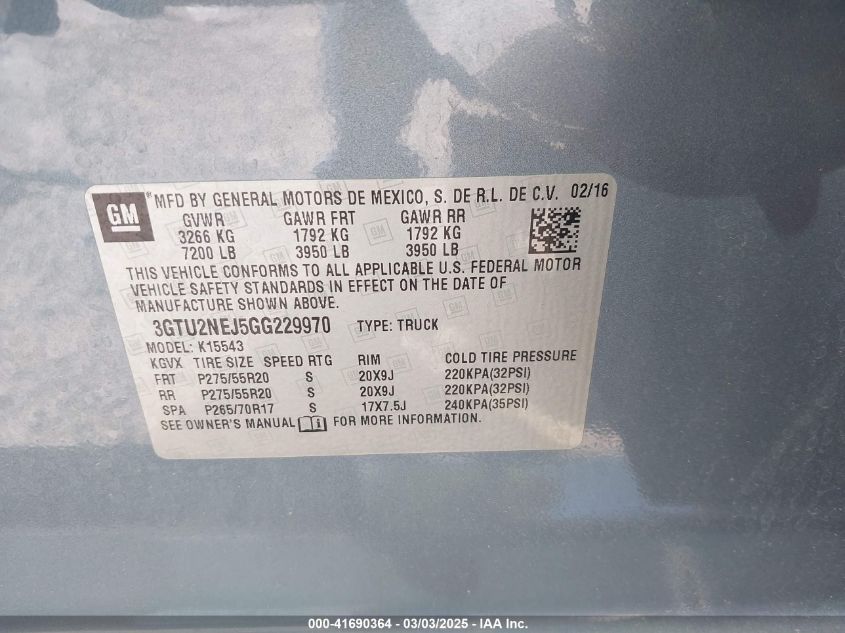 GM
*MFD BY GENERAL MOTORS DE MEXICO, S. DE R.L. DE C.V. 02/16
GVWR GAWR FRT GAWR RR
3266 KG 1792 KG 1792 KG
7200 LB 3950 LB 3950 LB
THIS VEHICLE CONFORMS TO ALL APPLICABLE U.S. FEDERAL MOTOR
VEHICLE SAFETY STANDARDS IN EFFECT ON THE DATE OF
MANUFACTURE SHOWN ABOVE.
3GTU2NEJ5GG229970 TYPE: TRUCK
MODEL: K15543
KGVX TIRE SIZE SPEED RTG RIM COLD TIRE PRESSURE
FRT P275/55R20 S 20X9J 220KPA(32PSI)
RR P275/55R20 S 20X9J 220KPA(32PSI)
SPA P265/70R17 S 17X7.5J 240KPA(35PSI)
SEE OWNER'S MANUAL FOR MORE INFORMATION.
000-41690364 - 03/03/2025 - IAA Inc.